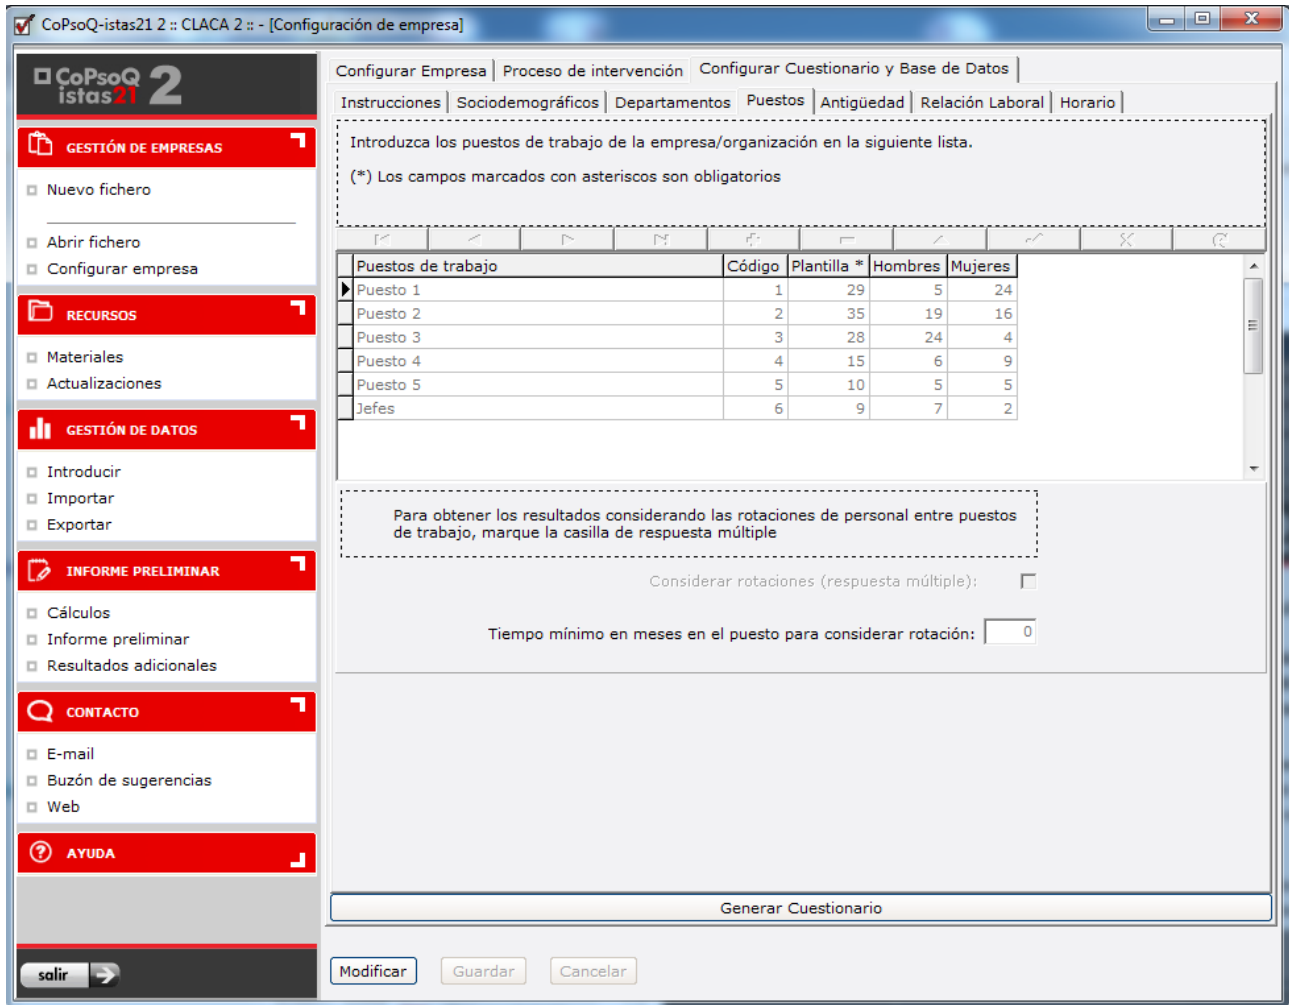 CoPsoQ-istas21 2 :: CLACA 2 :: - [Configuración de empresa]
CoPsoQ 2
istas21
GESTIÓN DE EMPRESAS
Nuevo fichero
Abrir fichero
Configurar empresa
RECURSOS
Materiales
Actualizaciones
GESTIÓN DE DATOS
Introducir
Importar
Exportar
INFORME PRELIMINAR
Cálculos
Informe preliminar
Resultados adicionales
CONTACTO
E-mail
Buzón de sugerencias
Web
AYUDA
salir
Configurar Empresa Proceso de intervención Configurar Cuestionario y Base de Datos
Instrucciones Sociodemográficos Departamentos Puestos Antigüedad Relación Laboral Horario
Introduzca los puestos de trabajo de la empresa/organización en la siguiente lista.
(*) Los campos marcados con asteriscos son obligatorios
Puestos de trabajo Código Plantilla * Hombres Mujeres
Puesto 1 1 29 5 24
Puesto 2 2 35 19 16
Puesto 3 3 28 24 4
Puesto 4 4 15 6 9
Puesto 5 5 10 5 5
Jefes 6 9 7 2
Para obtener los resultados considerando las rotaciones de personal entre puestos
de trabajo, marque la casilla de respuesta múltiple
Considerar rotaciones (respuesta múltiple):
Tiempo mínimo en meses en el puesto para considerar rotación: 0
Generar Cuestionario
Modificar Guardar Cancelar